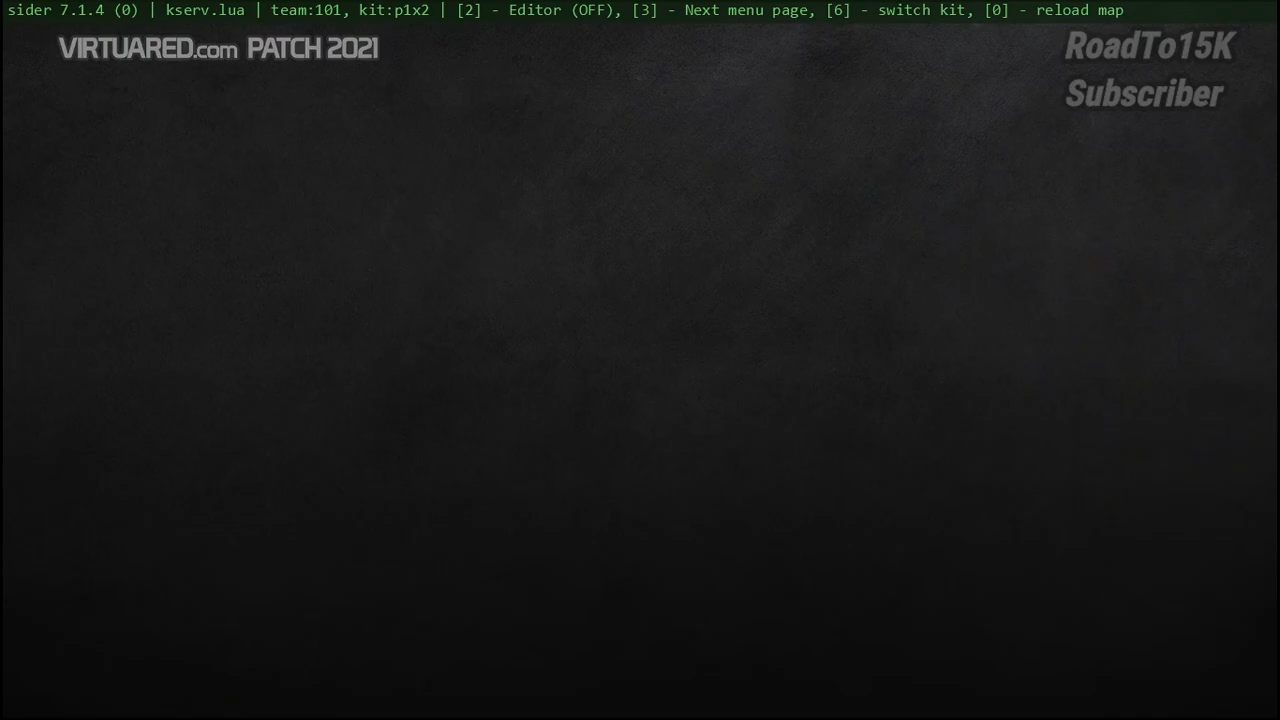 sider 7.1.4 (0) | kserv.lua | team:101, kit:p1x2 | [2] - Editor (OFF), [3] - Next menu page, [6] - switch kit, [0] - reload map
VIRTUARED.com PATCH 2021
RoadTo15K
Subscriber